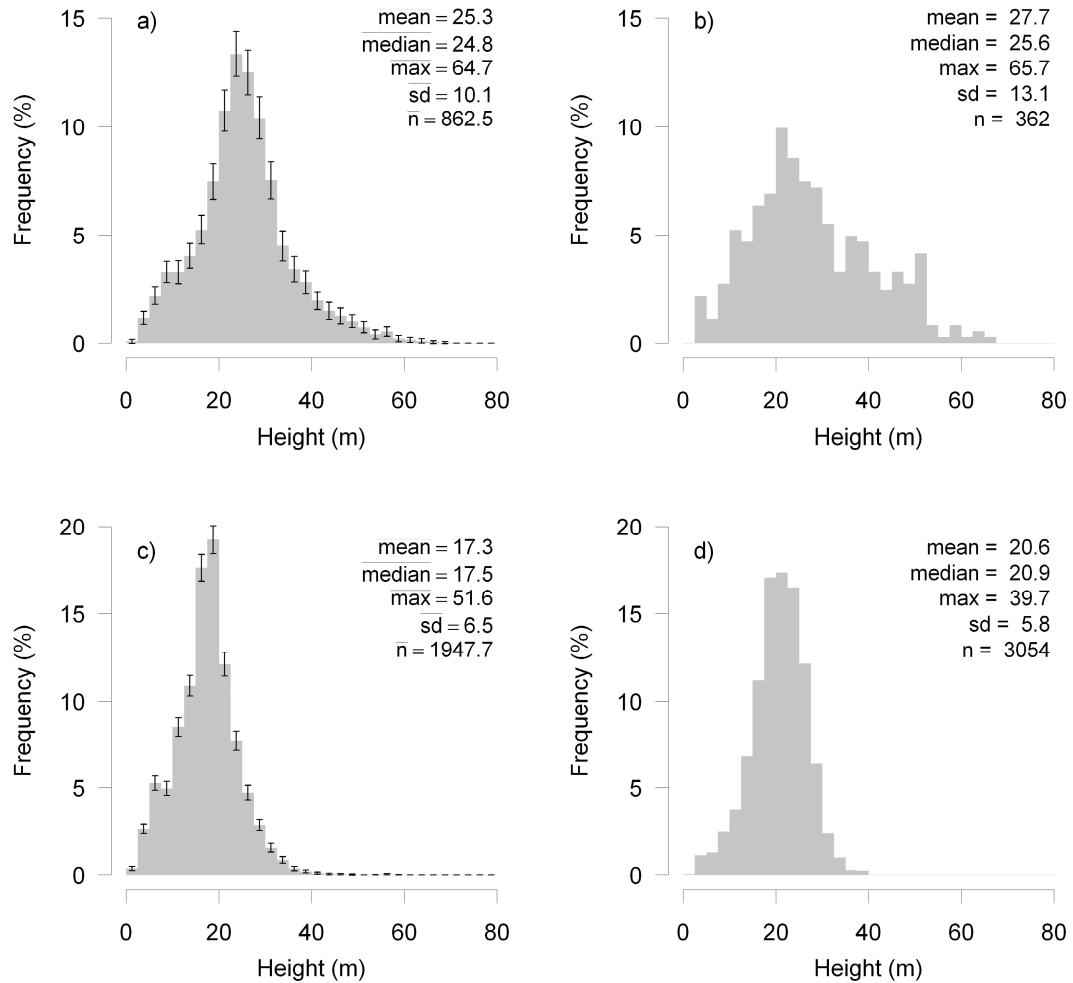 a)
mean = 25.3
median = 24.8
max = 64.7
sd = 10.1
n = 862.5
15
10
5
0
Frequency (%)
0 20 40 60 80
Height (m)
b)
mean = 27.7
median = 25.6
max = 65.7
sd = 13.1
n = 362
15
10
5
0
Frequency (%)
0 20 40 60 80
Height (m)
c)
mean = 17.3
median = 17.5
max = 51.6
sd = 6.5
n = 1947.7
20
15
10
5
0
Frequency (%)
0 20 40 60 80
Height (m)
d)
mean = 20.6
median = 20.9
max = 39.7
sd = 5.8
n = 3054
20
15
10
5
0
Frequency (%)
0 20 40 60 80
Height (m)